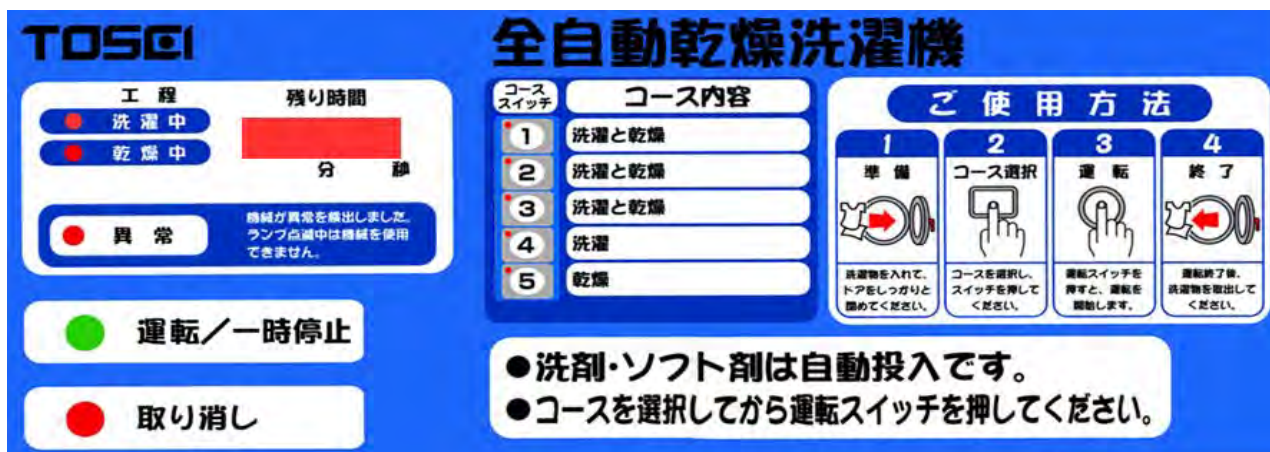 TOSEI
全自動乾燥洗濯機
工程
残り時間
洗濯中
乾燥中
分 秒
異常
機械が異常を検出しました。
ランプ点滅中は機械を使用
できません。
運転／一時停止
取り消し
コース
スイッチ
コース内容
1 洗濯と乾燥
2 洗濯と乾燥
3 洗濯と乾燥
4 洗濯
5 乾燥
ご使用方法
1
準備
洗濯物を入れて、
ドアをしっかりと
閉めてください。
2
コース選択
コースを選択し、
スイッチを押して
ください。
3
運転
運転スイッチを
押すと、運転を
開始します。
4
終了
運転終了後、
洗濯物を取出して
ください。
●洗剤・ソフト剤は自動投入です。
●コースを選択してから運転スイッチを押してください。